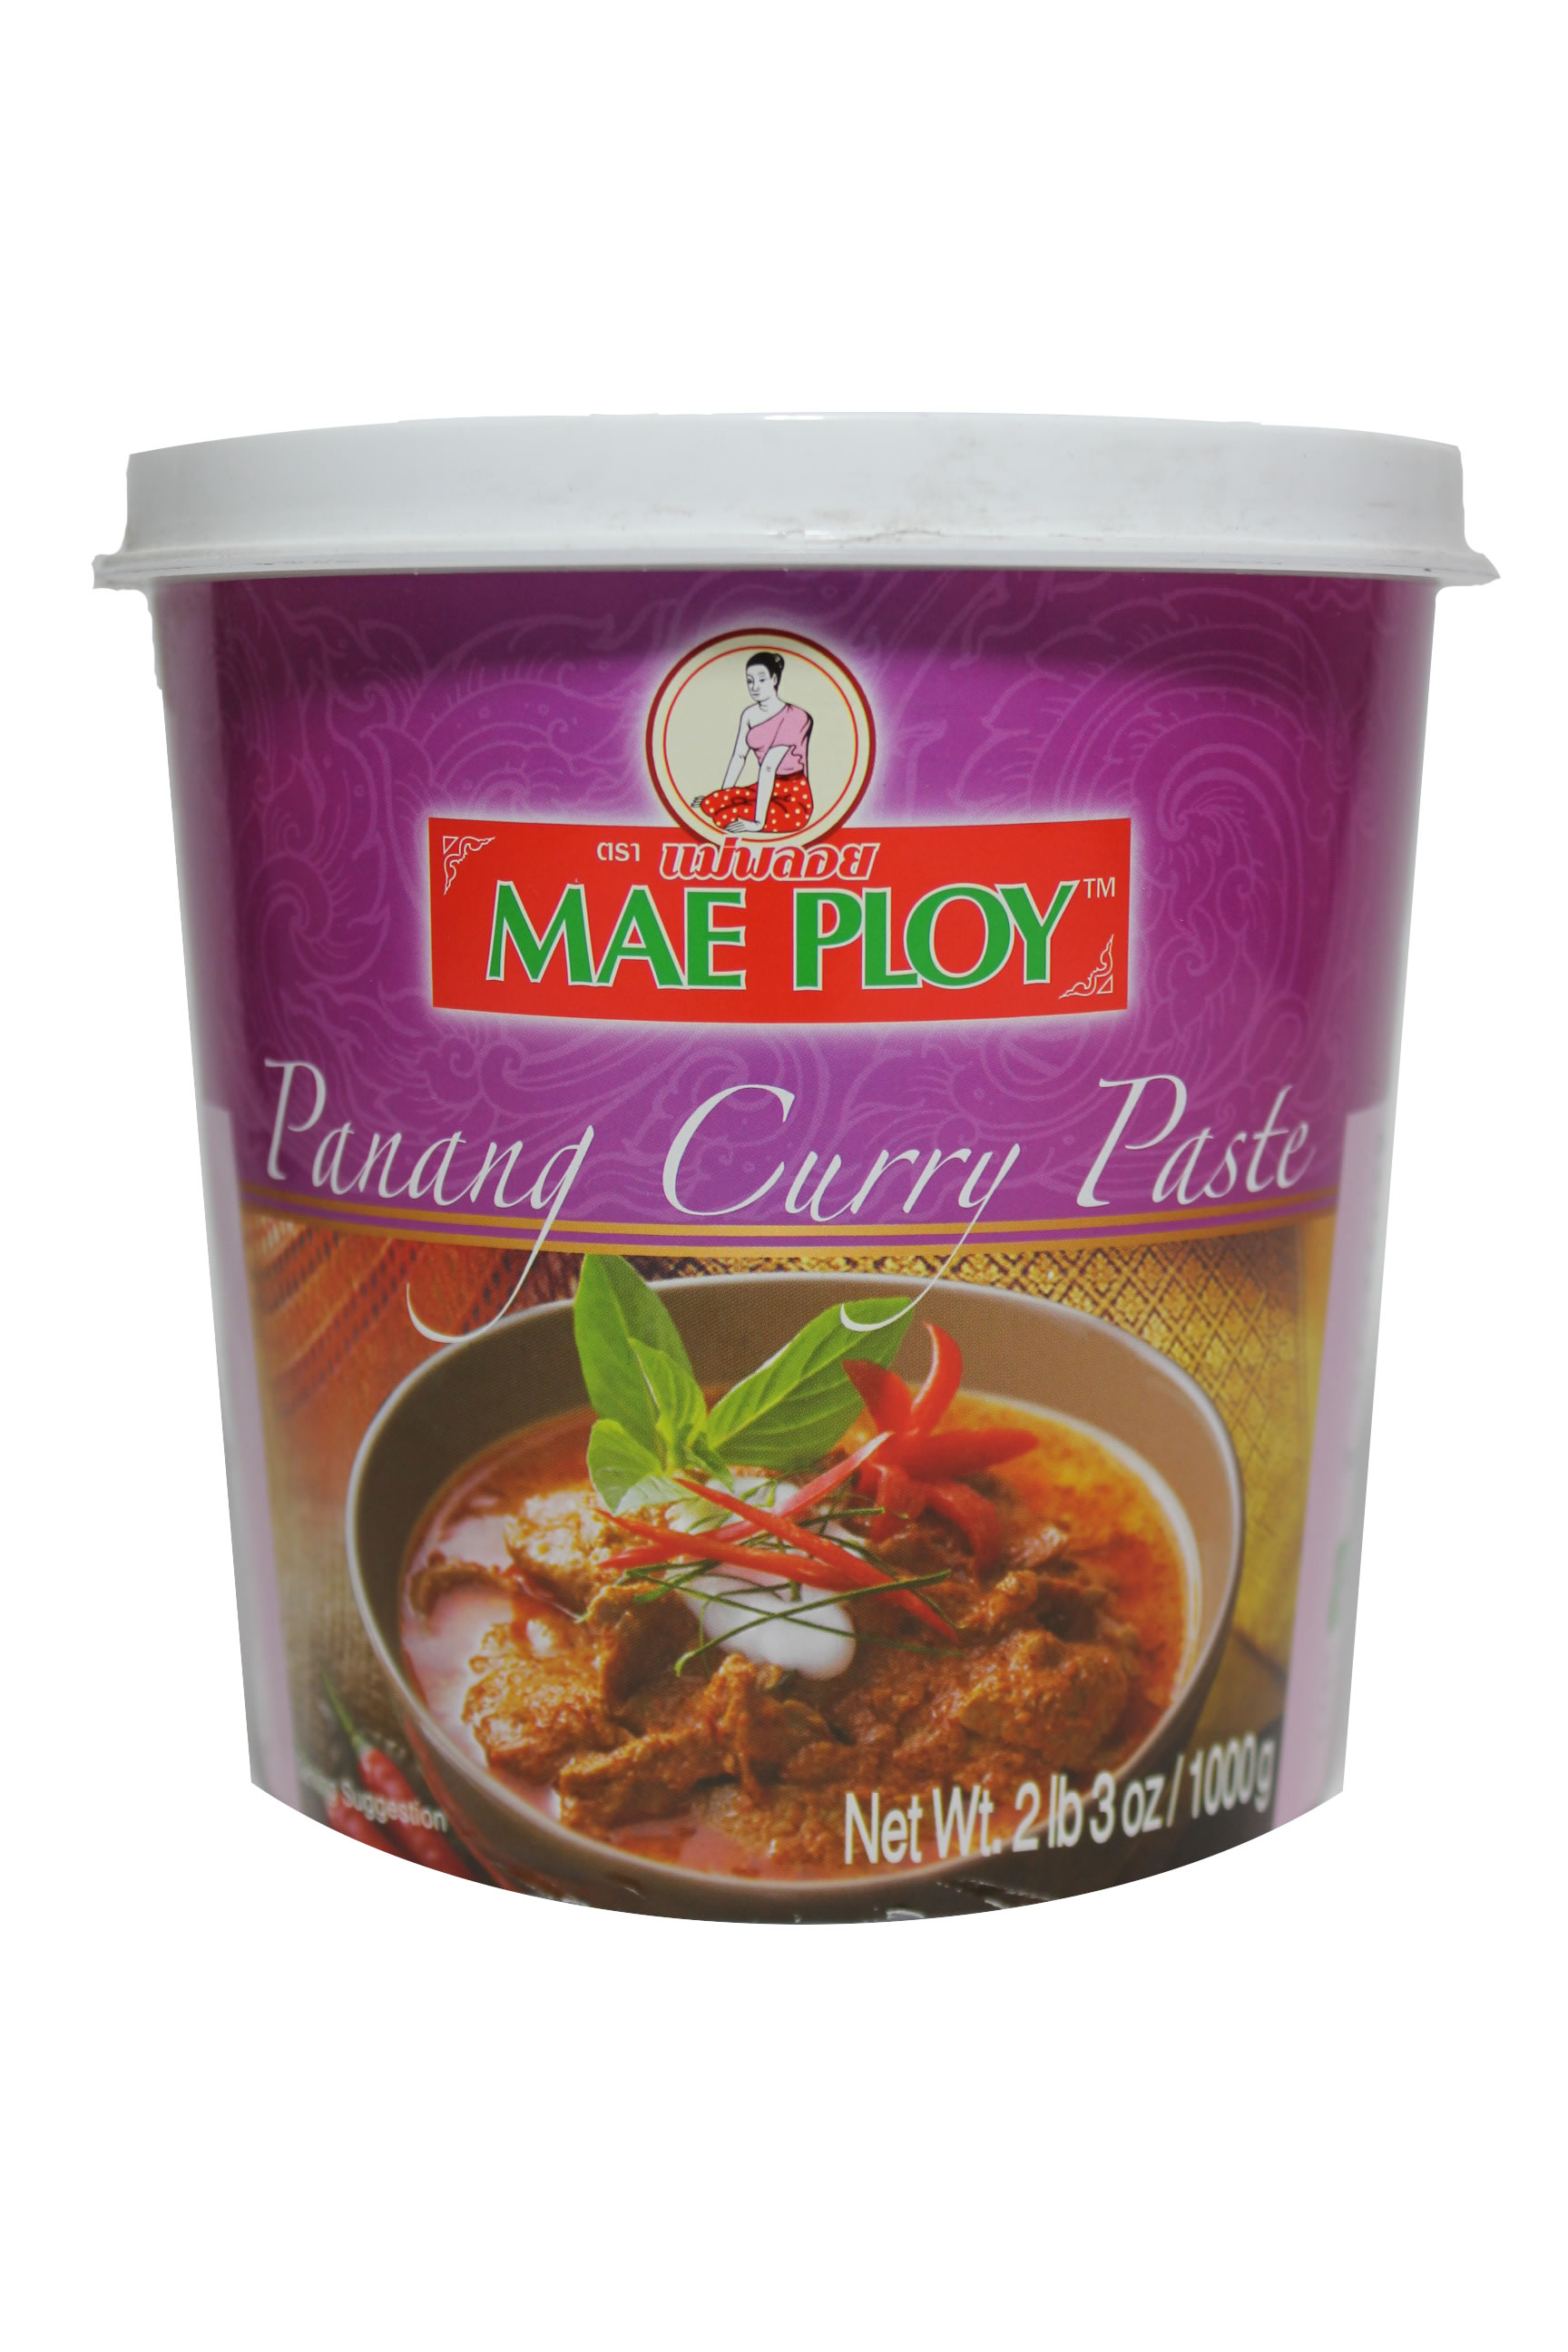 ตรา แม่พลอย
MAE PLOY™
Panang Curry Paste
Suggestion
Net Wt. 2 lb 3 oz / 1000g